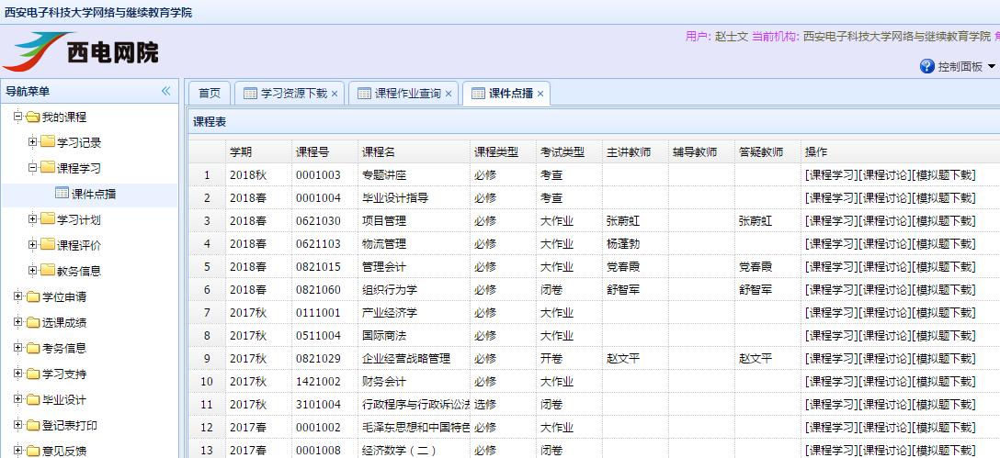 西安电子科技大学网络与继续教育学院
西电网院
用户: 赵士文 当前机构: 西安电子科技大学网络与继续教育学院
控制面板
导航菜单
我的课程
学习记录
课程学习
课件点播
学习计划
课程评价
教务信息
学位申请
选课成绩
考务信息
学习支持
毕业设计
登记表打印
意见反馈
首页 学习资源下载 × 课程作业查询 × 课件点播 ×
课程表
学期 课程号 课程名 课程类型 考试类型 主讲教师 辅导教师 答疑教师 操作
1 2018秋 0001003 专题讲座 必修 考查 [课程学习][课程讨论][模拟题下载]
2 2018春 0001004 毕业设计指导 必修 考查 [课程学习][课程讨论][模拟题下载]
3 2018春 0621030 项目管理 必修 大作业 张蔚虹 张蔚虹 [课程学习][课程讨论][模拟题下载]
4 2018春 0621103 物流管理 必修 大作业 杨蓬勃 [课程学习][课程讨论][模拟题下载]
5 2018春 0821015 管理会计 必修 大作业 党春霞 党春霞 [课程学习][课程讨论][模拟题下载]
6 2018春 0821060 组织行为学 必修 闭卷 舒智军 舒智军 [课程学习][课程讨论][模拟题下载]
7 2017秋 0111001 产业经济学 必修 大作业 [课程学习][课程讨论][模拟题下载]
8 2017秋 0511004 国际商法 必修 大作业 [课程学习][课程讨论][模拟题下载]
9 2017秋 0821029 企业经营战略管理 必修 开卷 赵文平 赵文平 [课程学习][课程讨论][模拟题下载]
10 2017秋 1421002 财务会计 必修 大作业 [课程学习][课程讨论][模拟题下载]
11 2017秋 3101004 行政程序与行政诉讼法 选修 闭卷 [课程学习][课程讨论][模拟题下载]
12 2017春 0001002 毛泽东思想和中国特色 必修 大作业 [课程学习][课程讨论][模拟题下载]
13 2017春 0001008 经济数学（二） 必修 闭卷 [课程学习][课程讨论][模拟题下载]